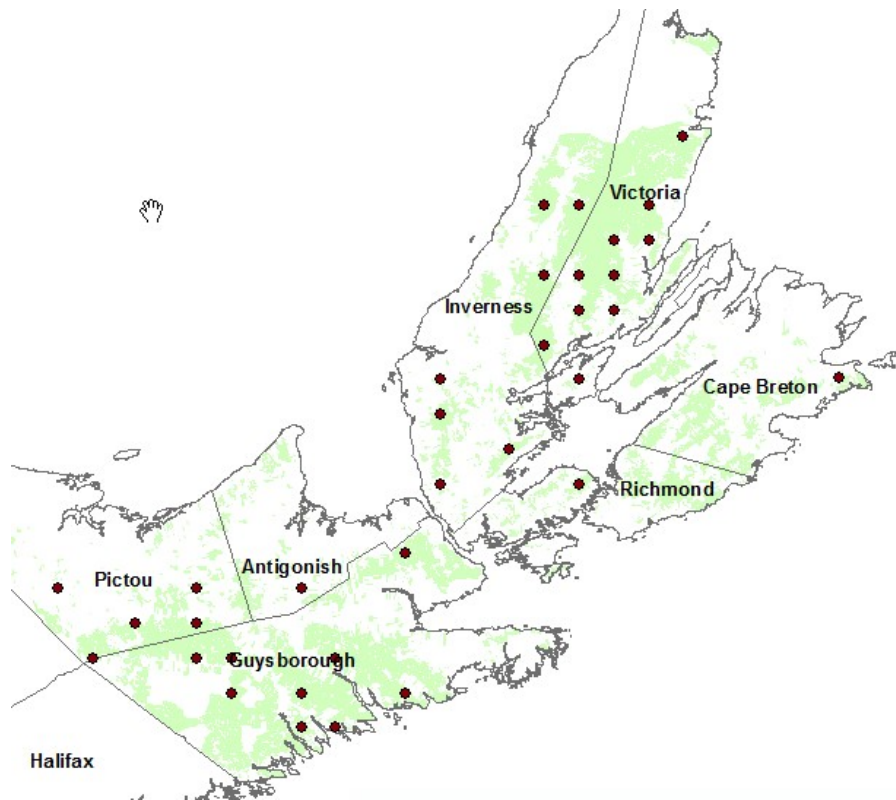 Victoria
Inverness
Cape Breton
Richmond
Antigonish
Pictou
Guysborough
Halifax